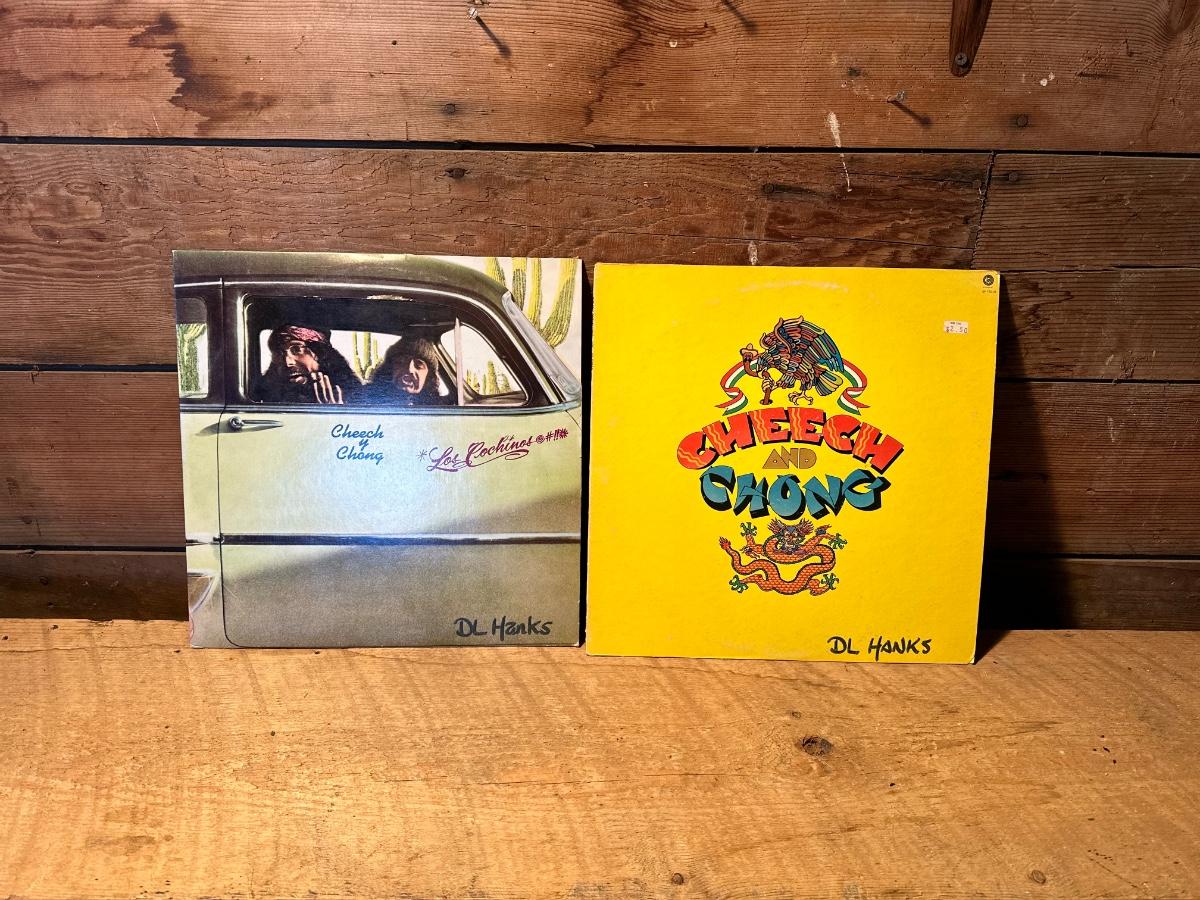 Cheech
y
Chong
*Los Cochinos@#!!#*
DL Hanks
$2.50
CHEECH
AND
CHONG
DL HANKS